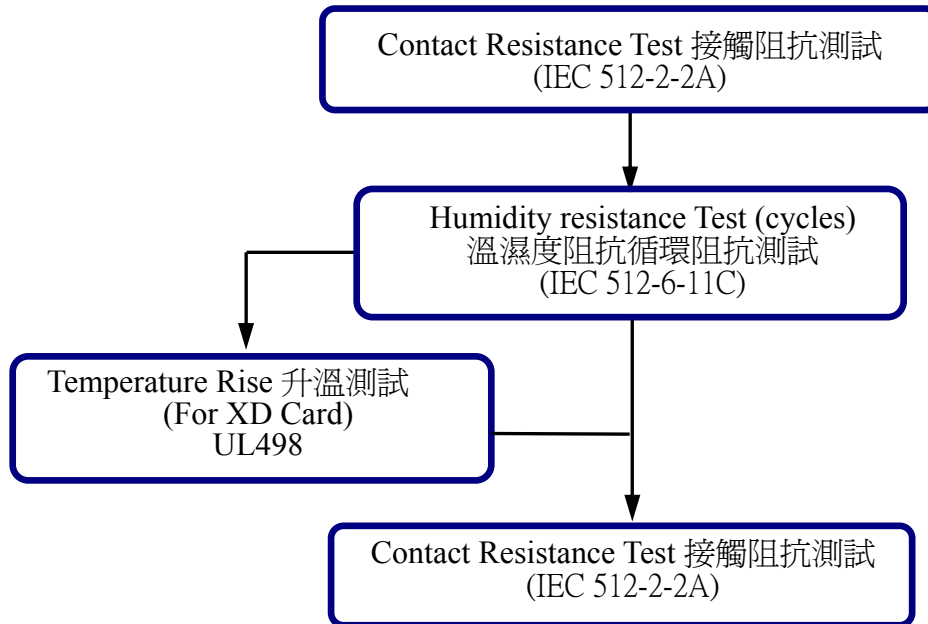 Contact Resistance Test 接觸阻抗測試
(IEC 512-2-2A)
Humidity resistance Test (cycles)
溫濕度阻抗循環阻抗測試
(IEC 512-6-11C)
Temperature Rise 升溫測試
(For XD Card)
UL498
Contact Resistance Test 接觸阻抗測試
(IEC 512-2-2A)